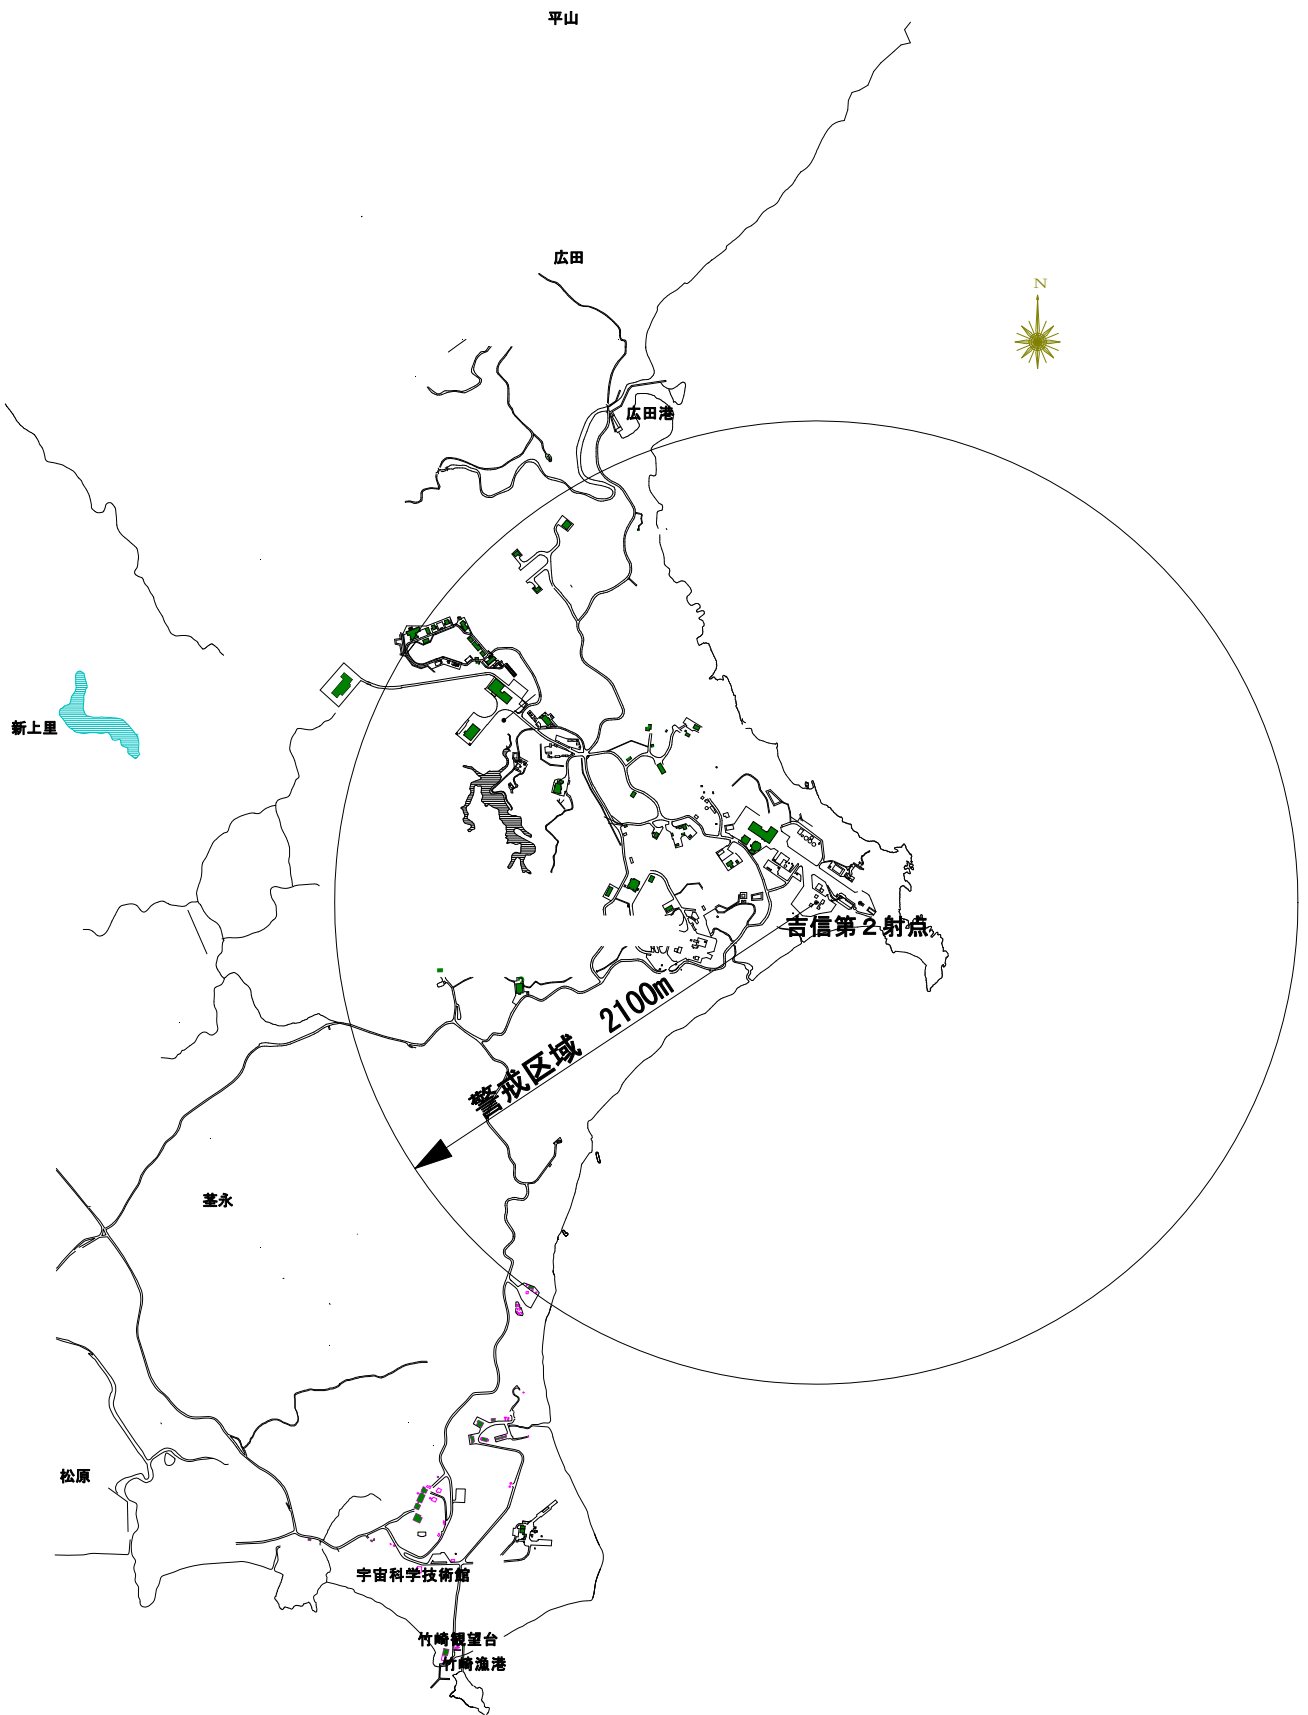 平山
広田
N
広田港
新上里
吉信第２射点
警戒区域　2100m
茎永
松原
宇宙科学技術館
竹崎観望台
竹崎漁港